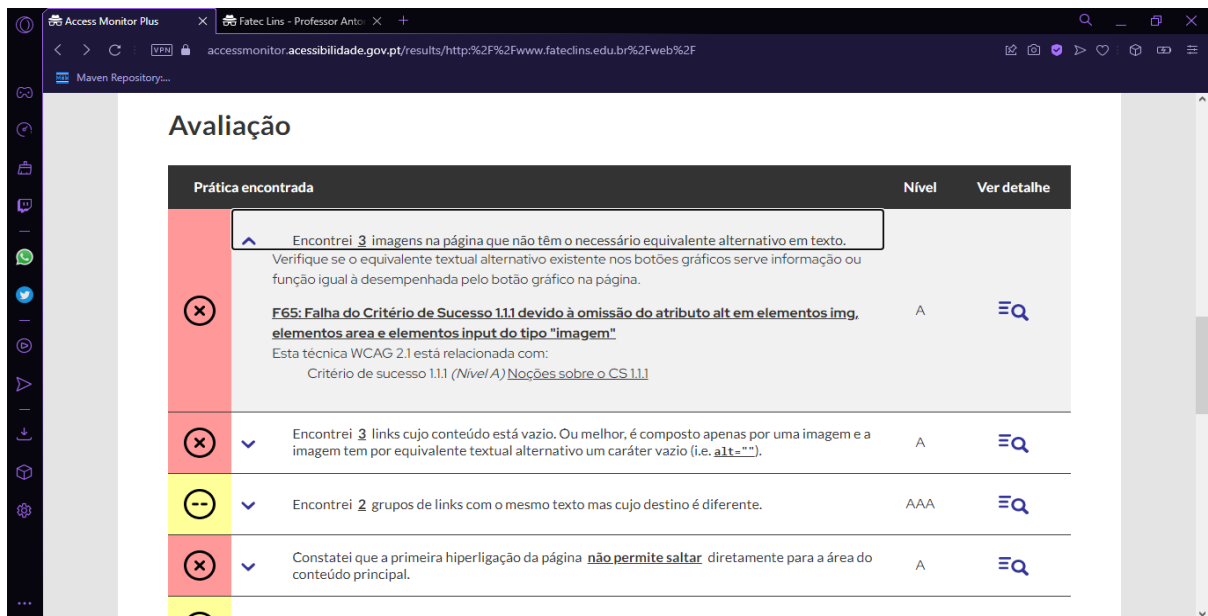 Access Monitor Plus
Fatec Lins - Professor Anto
VPN
accessmonitor.acessibilidade.gov.pt/results/http:%2F%2Fwww.fateclins.edu.br%2Fweb%2F
Maven Repository:...
Avaliação
Prática encontrada Nível Ver detalhe
Encontrei 3 imagens na página que não têm o necessário equivalente alternativo em texto.
Verifique se o equivalente textual alternativo existente nos botões gráficos serve informação ou
função igual à desempenhada pelo botão gráfico na página.
F65: Falha do Critério de Sucesso 1.1.1 devido à omissão do atributo alt em elementos img,
elementos area e elementos input do tipo "imagem"
A
Esta técnica WCAG 2.1 está relacionada com:
Critério de sucesso 1.1.1 (Nível A) Noções sobre o CS 1.1.1
Encontrei 3 links cujo conteúdo está vazio. Ou melhor, é composto apenas por uma imagem e a
imagem tem por equivalente textual alternativo um caráter vazio (i.e. alt="").
A
Encontrei 2 grupos de links com o mesmo texto mas cujo destino é diferente.
AAA
Constatei que a primeira hiperligação da página não permite saltar diretamente para a área do
conteúdo principal.
A